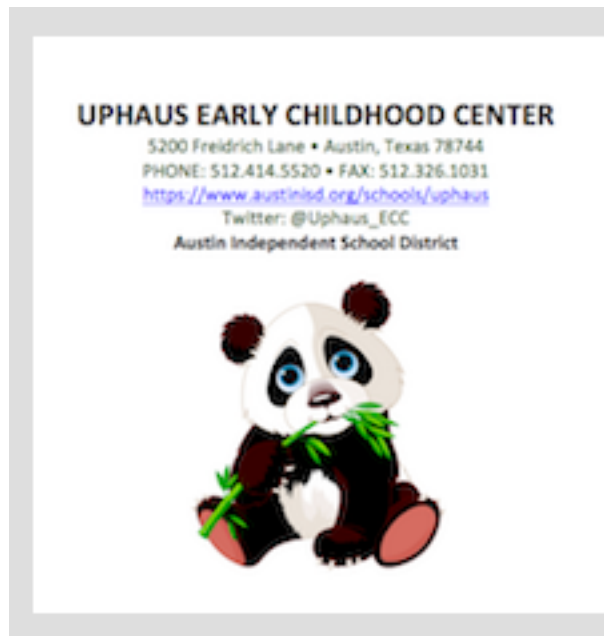 UPHAUS EARLY CHILDHOOD CENTER
5200 Freidrich Lane • Austin, Texas 78744
PHONE: 512.414.5520 • FAX: 512.326.1031
https://www.austinisd.org/schools/uphaus
Twitter: @Uphaus_ECC
Austin Independent School District